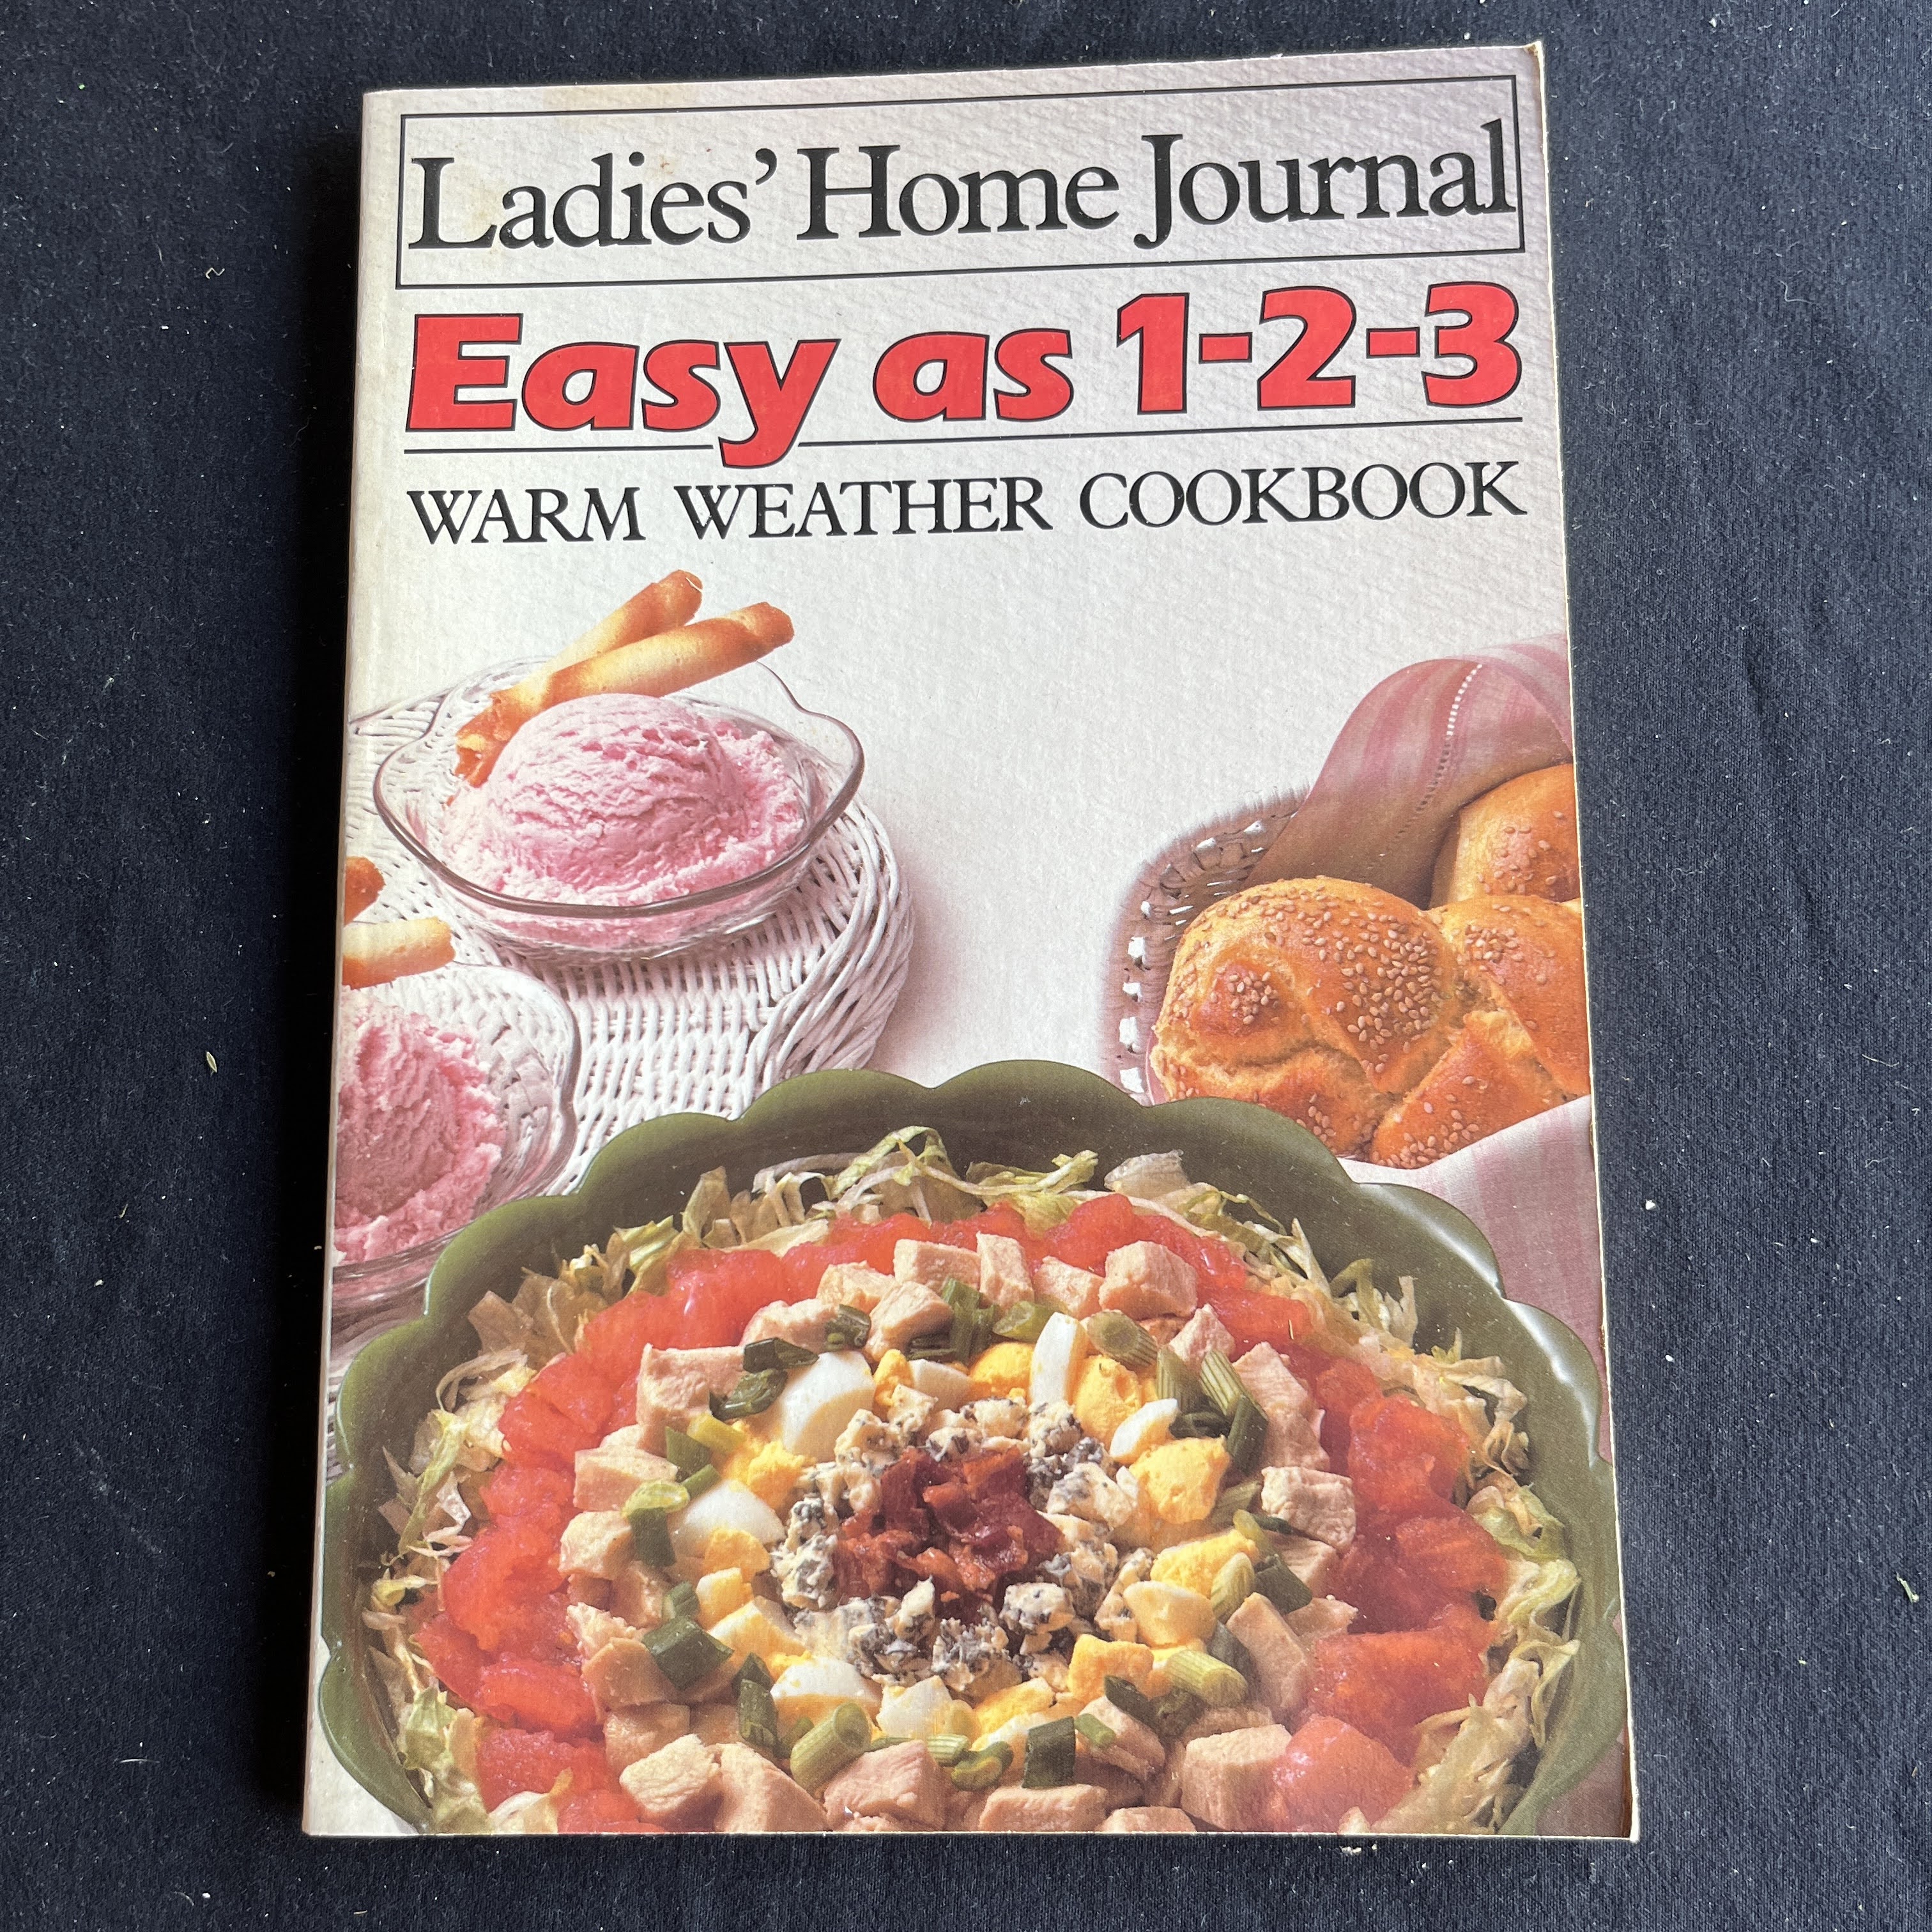 Ladies’ Home Journal
Easy as 1-2-3
WARM WEATHER COOKBOOK